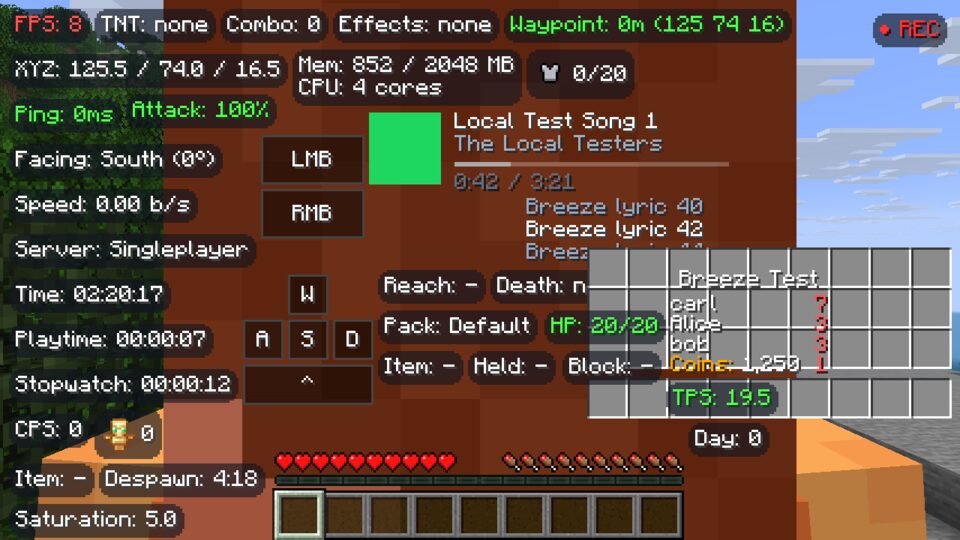 FPS: 8 TNT: none Combo: 0 Effects: none Waypoint: 0m (125 74 16)
• REC
XYZ: 125.5 / 74.0 / 16.5
Mem: 852 / 2048 MB
CPU: 4 cores
0/20
Ping: 0ms Attack: 100%
Local Test Song 1
The Local Testers
0:42 / 3:21
Breeze lyric 40
Breeze lyric 42
Breeze lyric
Facing: South (0°)
LMB
Speed: 0.00 b/s
RMB
Server: Singleplayer
Time: 02:20:17
W
Playtime: 00:00:07
A S D
Stopwatch: 00:00:12
^
Reach: - Death: n
Pack: Default HP: 20/20
Item: - Held: - Block: -
Breeze Test
carl 7
Alice 3
bob 3
Coins: 1,250 1
TPS: 19.5
CPS: 0
0
Day: 0
Item: - Despawn: 4:18
Saturation: 5.0